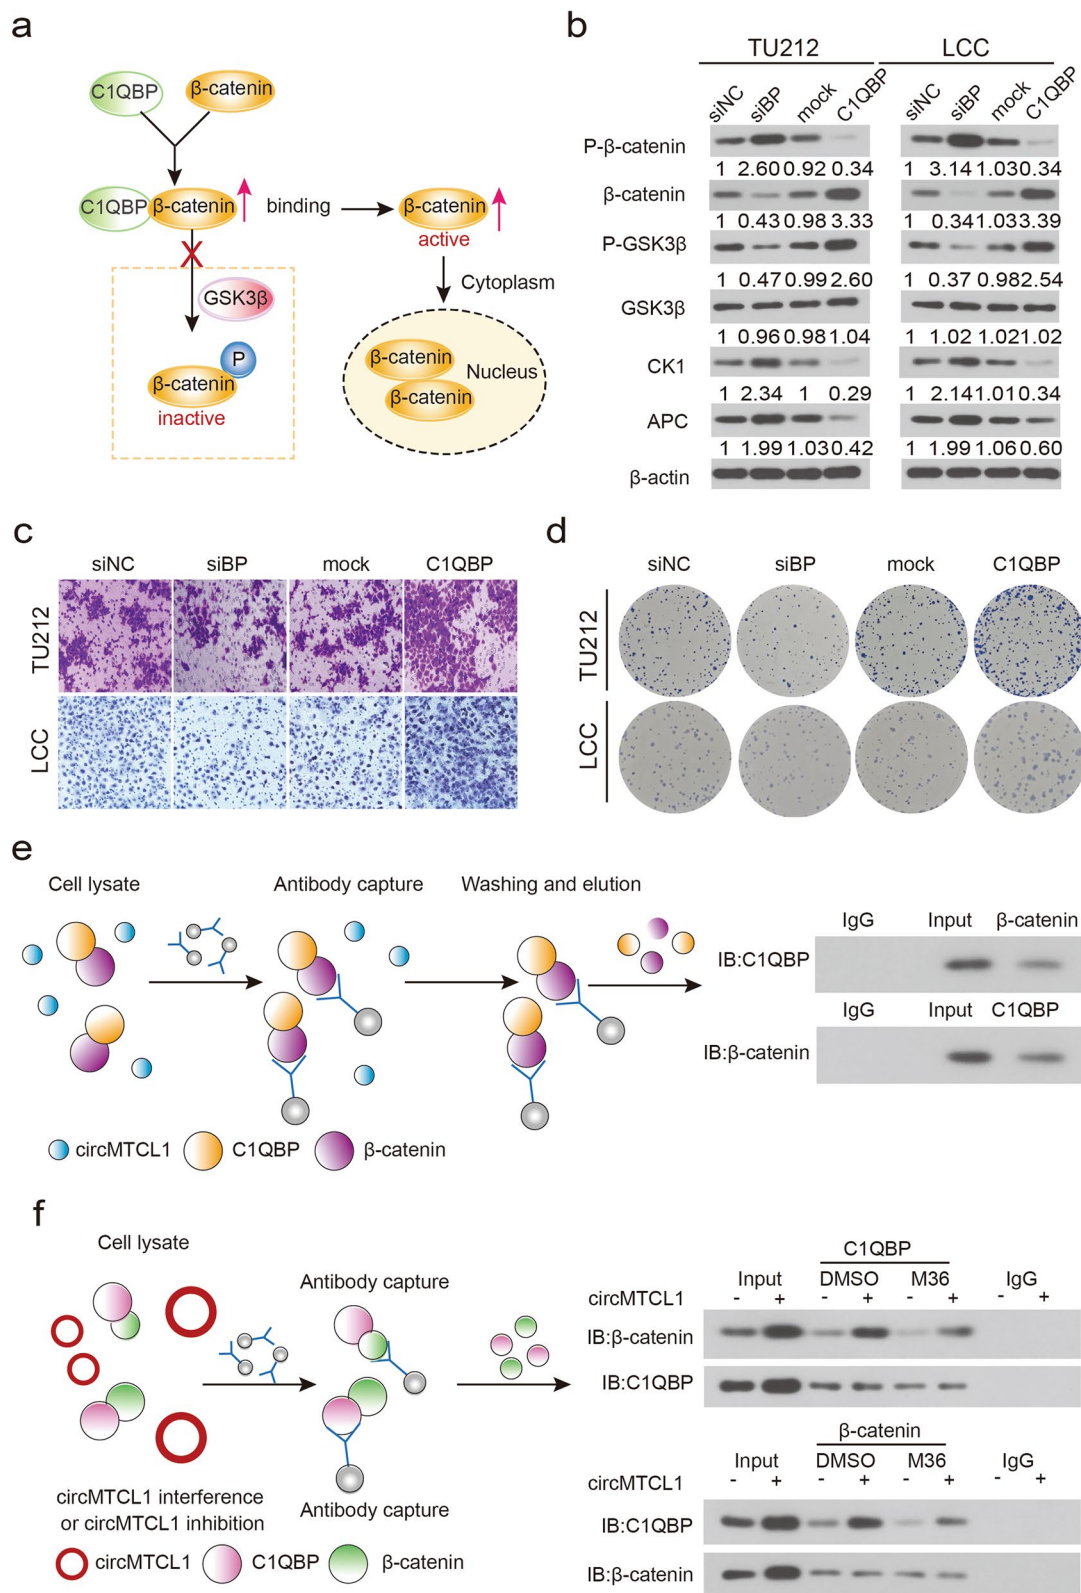 a
C1QBP
β-catenin
C1QBP
β-catenin
binding
β-catenin
active
X
GSK3β
Cytoplasm
P
β-catenin
inactive
β-catenin
Nucleus
β-catenin
b
TU212
LCC
siNC siBP mock C1QBP
siNC siBP mock C1QBP
P-β-catenin
1 2.60 0.92 0.34
1 3.14 1.03 0.34
β-catenin
1 0.43 0.98 3.33
1 0.34 1.03 3.39
P-GSK3β
1 0.47 0.99 2.60
1 0.37 0.98 2.54
GSK3β
1 0.96 0.98 1.04
1 1.02 1.02 1.02
CK1
1 2.34 1 0.29
1 2.14 1.01 0.34
APC
1 1.99 1.03 0.42
1 1.99 1.06 0.60
β-actin
c
siNC siBP mock C1QBP
TU212
LCC
d
siNC siBP mock C1QBP
TU212
LCC
e
Cell lysate
Antibody capture
Washing and elution
IgG Input β-catenin
IB:C1QBP
IgG Input C1QBP
IB:β-catenin
circMTCL1 C1QBP β-catenin
f
Cell lysate
Antibody capture
Antibody capture
circMTCL1 interference
or circMTCL1 inhibition
circMTCL1 C1QBP β-catenin
C1QBP
Input DMSO M36 IgG
circMTCL1 - + - + - + - +
IB:β-catenin
IB:C1QBP
β-catenin
Input DMSO M36 IgG
circMTCL1 - + - + - + - +
IB:C1QBP
IB:β-catenin